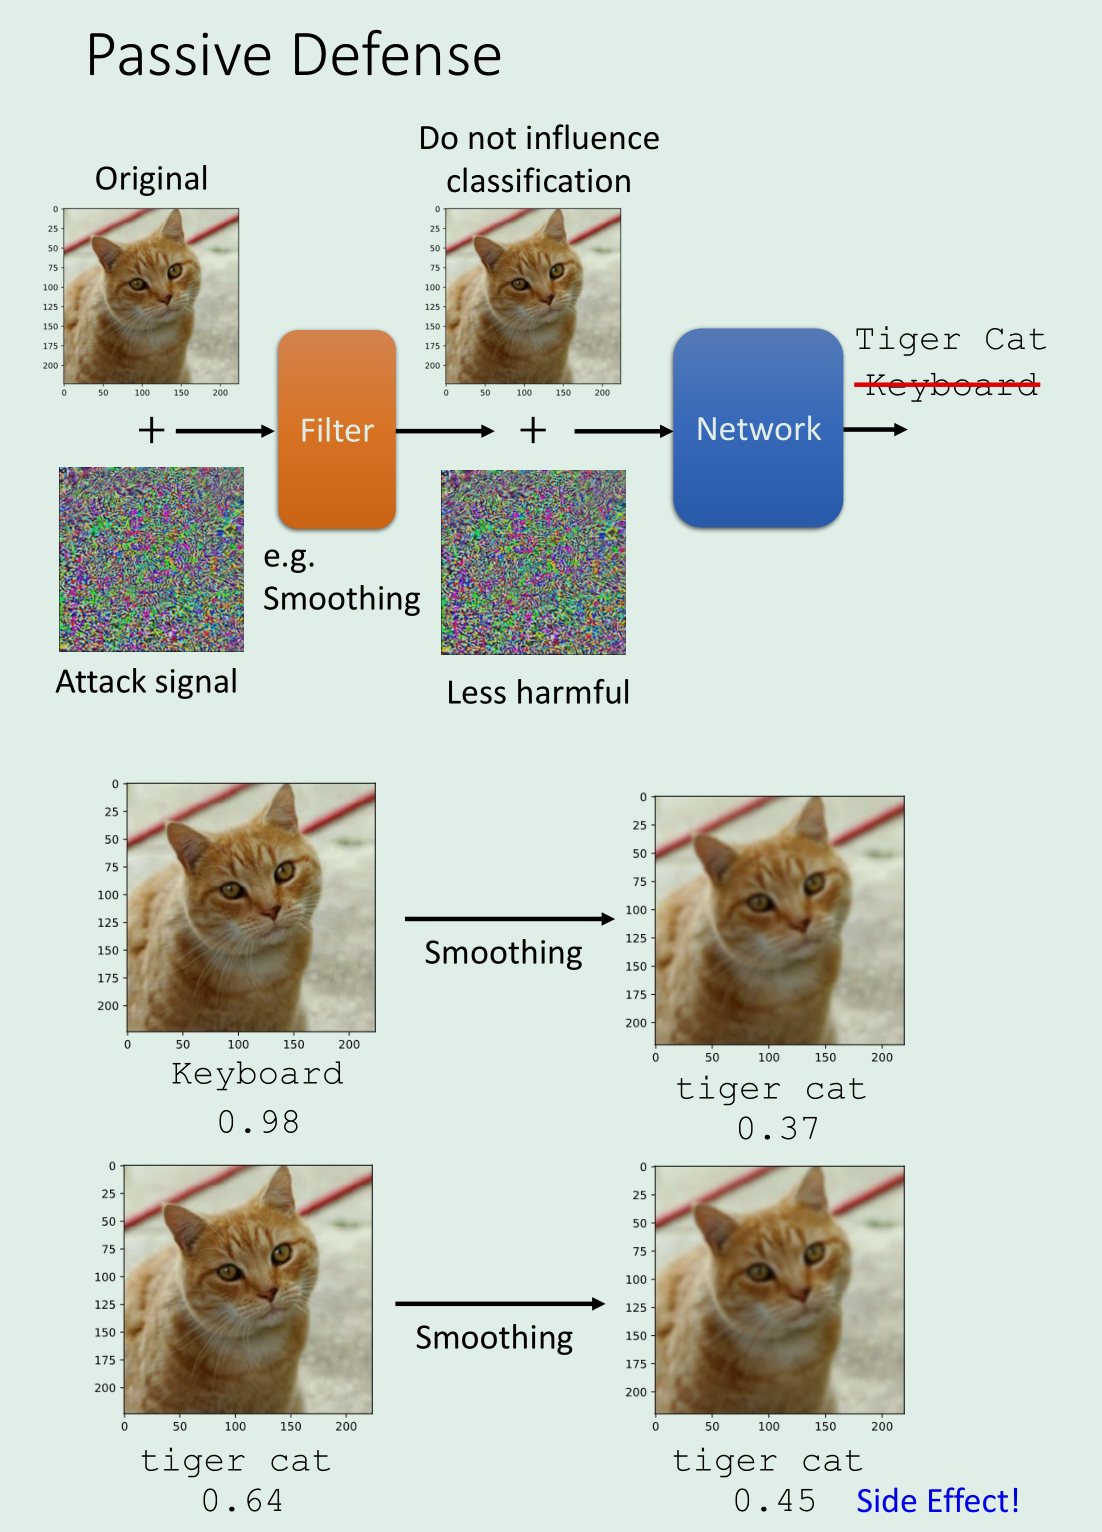 Passive Defense
Do not influence
classification
Original
0
25
50
75
100
125
150
175
200
0 50 100 150 200
0
25
50
75
100
125
150
175
200
0 50 100 150 200
Tiger Cat
Keyboard
+
Filter
+
Network
e.g.
Smoothing
Attack signal
Less harmful
0
25
50
75
100
125
150
175
200
0 50 100 150 200
Keyboard
0.98
Smoothing
0
25
50
75
100
125
150
175
200
0 50 100 150 200
tiger cat
0.37
0
25
50
75
100
125
150
175
200
0 50 100 150 200
tiger cat
0.64
Smoothing
0
25
50
75
100
125
150
175
200
0 50 100 150 200
tiger cat
0.45 Side Effect!